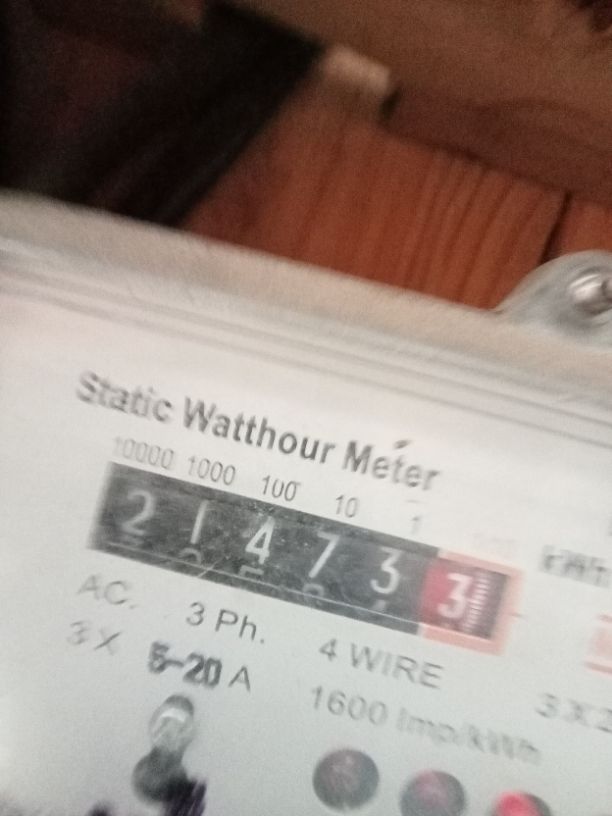 Static Watthour Meter
10000 1000 100 10 1
2 1 4 7 3 3
kWh
AC. 3 Ph. 4 WIRE
3 X 5-20 A
1600 Imp/kWh